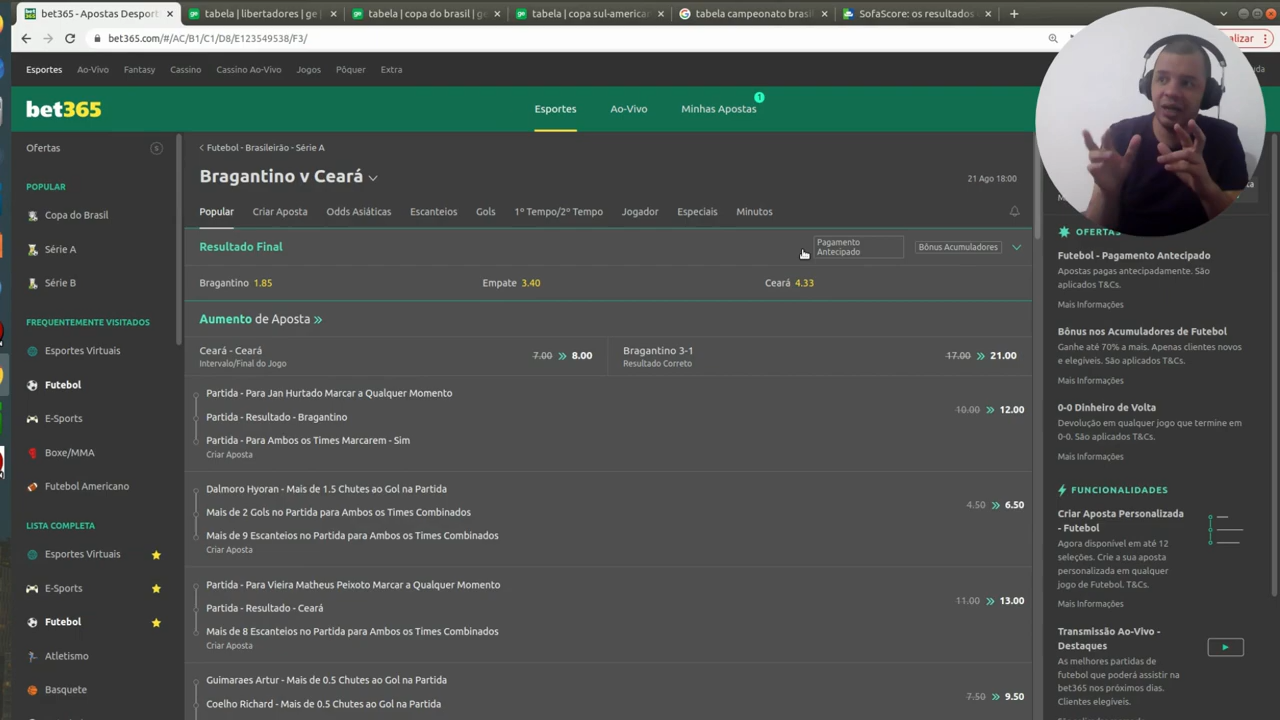 bet365 - Apostas Desport
tabela | libertadores | ge
tabela | copa do brasil | g
tabela | copa sul-america
tabela campeonato brasil
SofaScore: os resultados
bet365.com/#/AC/B1/C1/D8/E123549538/F3/
Esportes
Ao-Vivo
Fantasy
Cassino
Cassino Ao-Vivo
Jogos
Pôquer
Extra
bet365
Esportes
Ao-Vivo
Minhas Apostas
1
Ofertas
S
POPULAR
Copa do Brasil
Série A
Série B
FREQUENTEMENTE VISITADOS
Esportes Virtuais
Futebol
E-Sports
Boxe/MMA
Futebol Americano
LISTA COMPLETA
Esportes Virtuais
E-Sports
Futebol
Atletismo
Basquete
Futebol - Brasileirão - Série A
Bragantino v Ceará
21 Ago 18:00
Popular
Criar Aposta
Odds Asiáticas
Escanteios
Gols
1º Tempo/2º Tempo
Jogador
Especiais
Minutos
Resultado Final
Pagamento
Antecipado
Bônus Acumuladores
Bragantino 1.85
Empate 3.40
Ceará 4.33
Aumento de Aposta »
Ceará - Ceará
Intervalo/Final do Jogo
7.00 » 8.00
Bragantino 3-1
Resultado Correto
17.00 » 21.00
Partida - Para Jan Hurtado Marcar a Qualquer Momento
Partida - Resultado - Bragantino
Partida - Para Ambos os Times Marcarem - Sim
Criar Aposta
10.00 » 12.00
Dalmoro Hyoran - Mais de 1.5 Chutes ao Gol na Partida
Mais de 2 Gols no Partida para Ambos os Times Combinados
Mais de 9 Escanteios no Partida para Ambos os Times Combinados
Criar Aposta
4.50 » 6.50
Partida - Para Vieira Matheus Peixoto Marcar a Qualquer Momento
Partida - Resultado - Ceará
Mais de 8 Escanteios no Partida para Ambos os Times Combinados
Criar Aposta
11.00 » 13.00
Guimaraes Artur - Mais de 0.5 Chutes ao Gol na Partida
Coelho Richard - Mais de 0.5 Chutes ao Gol na Partida
7.50 » 9.50
OFERTAS
Futebol - Pagamento Antecipado
Apostas pagas antecipadamente. São
aplicados T&Cs.
Mais Informações
Bônus nos Acumuladores de Futebol
Ganhe até 70% a mais. Apenas clientes novos
e elegíveis. São aplicados T&Cs.
Mais Informações
0-0 Dinheiro de Volta
Devolução em qualquer jogo que termine em
0-0. São aplicados T&Cs.
Mais Informações
FUNCIONALIDADES
Criar Aposta Personalizada
- Futebol
Agora disponível em até 12
seleções. Crie a sua aposta
personalizada em qualquer
jogo de Futebol. T&Cs.
Mais Informações
Transmissão Ao-Vivo -
Destaques
As melhores partidas de
futebol que poderá assistir na
bet365 nos próximos dias.
Clientes elegíveis.